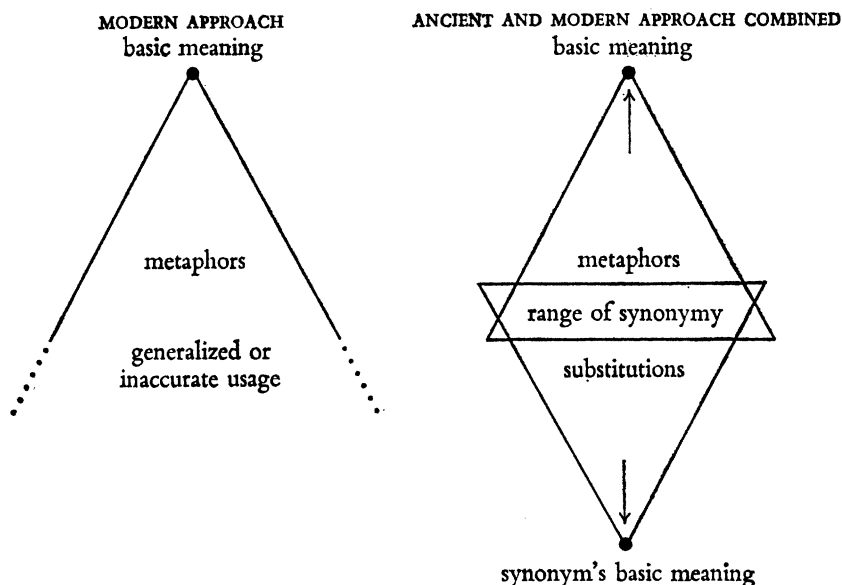 MODERN APPROACH
basic meaning
metaphors
generalized or
inaccurate usage
ANCIENT AND MODERN APPROACH COMBINED
basic meaning
metaphors
range of synonymy
substitutions
synonym's basic meaning